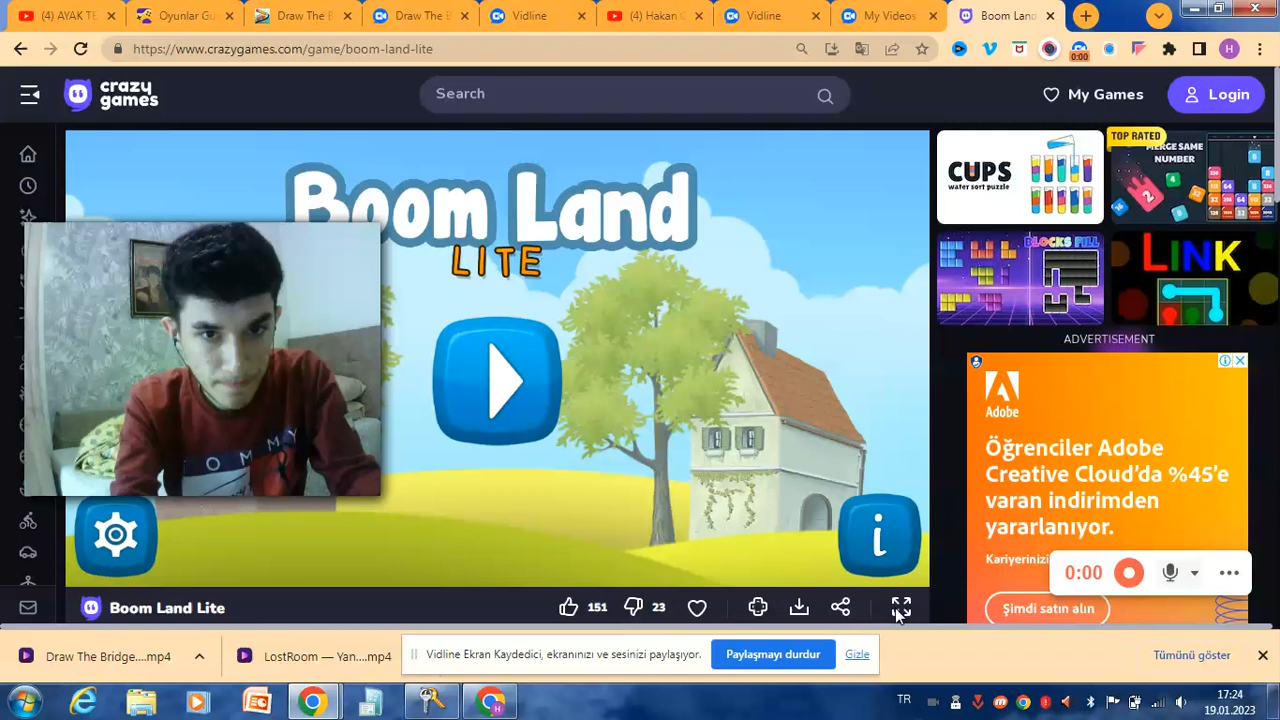 (4) AYAK TE
Oyunlar Gu
Draw The B
Draw The B
Vidline
(4) Hakan C
Vidline
My Videos
Boom Land
https://www.crazygames.com/game/boom-land-lite
0:00
H
crazy
games
Search
My Games
Login
Boom Land
LITE
CUPS
water sort puzzle
TOP RATED
MERGE SAME
NUMBER
BLOCKS FILL
LINK
ADVERTISEMENT
Adobe
Öğrenciler Adobe
Creative Cloud'da %45'e
varan indirimden
yararlanıyor.
Kariyerinizi
0:00
Şimdi satın alın
TOMMY
i
Boom Land Lite
151
23
Draw The Bridge....mp4
LostRoom — Yan....mp4
Vidline Ekran Kaydedici, ekranınızı ve sesinizi paylaşıyor.
Paylaşmayı durdur
Gizle
Tümünü göster
TR
17:24
19.01.2023